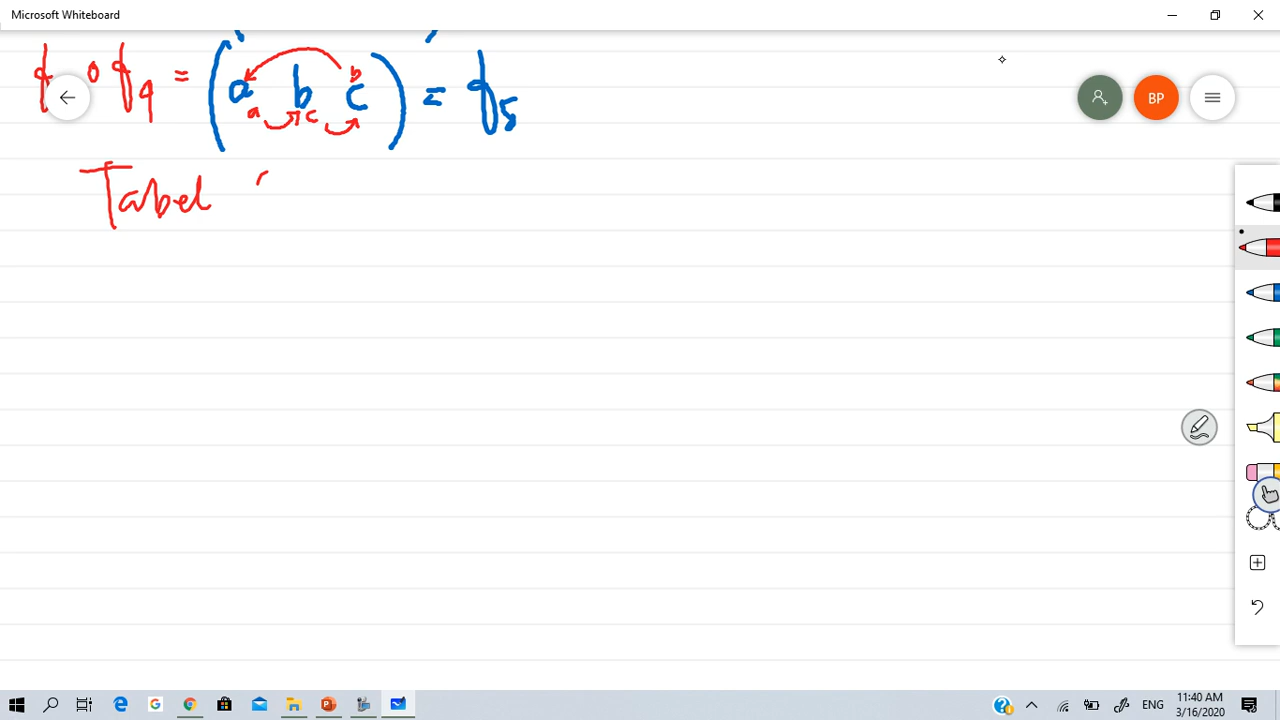 Microsoft Whiteboard
f o f4 = (a b c) = f5
b
a c
BP
Tabel
ENG
11:40 AM
3/16/2020